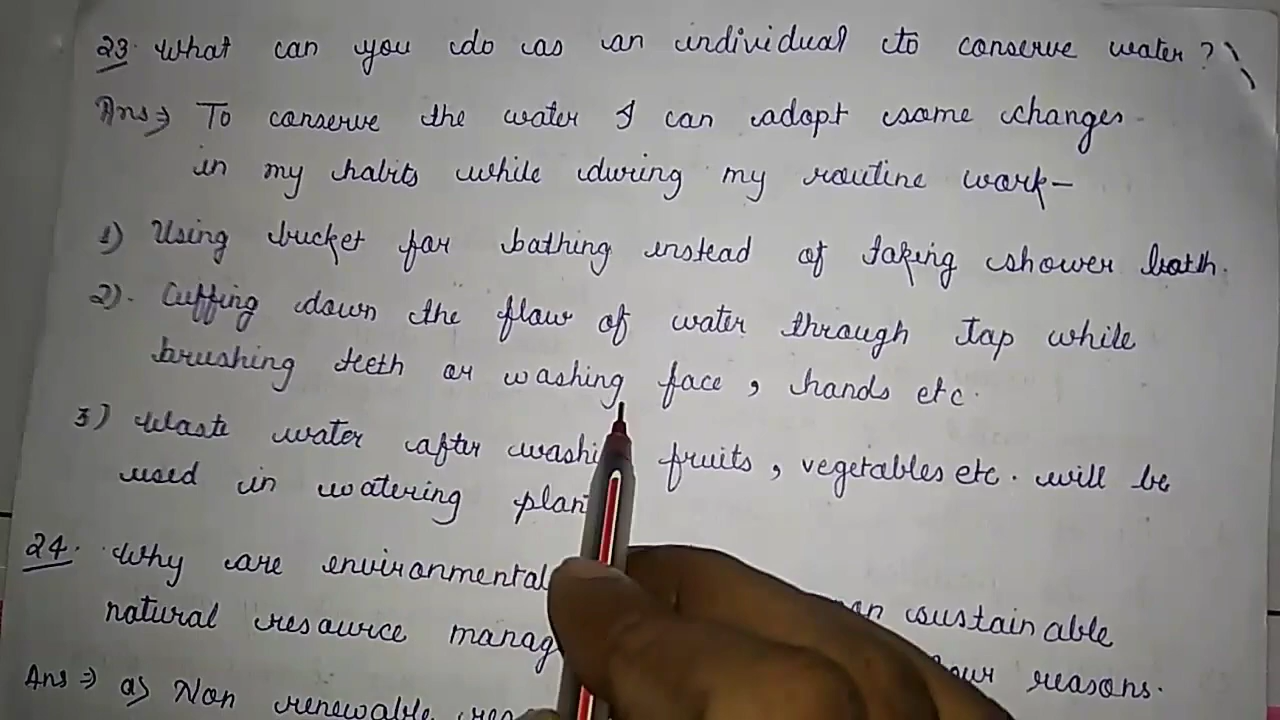 23. What can you do as an individual to conserve water?
Ans⇒ To conserve the water I can adopt some changes
in my habits while during my routine work-
1) Using bucket for bathing instead of taking shower bath.
2). Cutting down the flow of water through Tap while
brushing teeth or washing face, hands etc.
3) Waste water after washi fruits, vegetables etc. will be
used in watering plan
24. Why are environmental on sustainable
natural resource manag our reasons.
Ans⇒ a) Non renewable